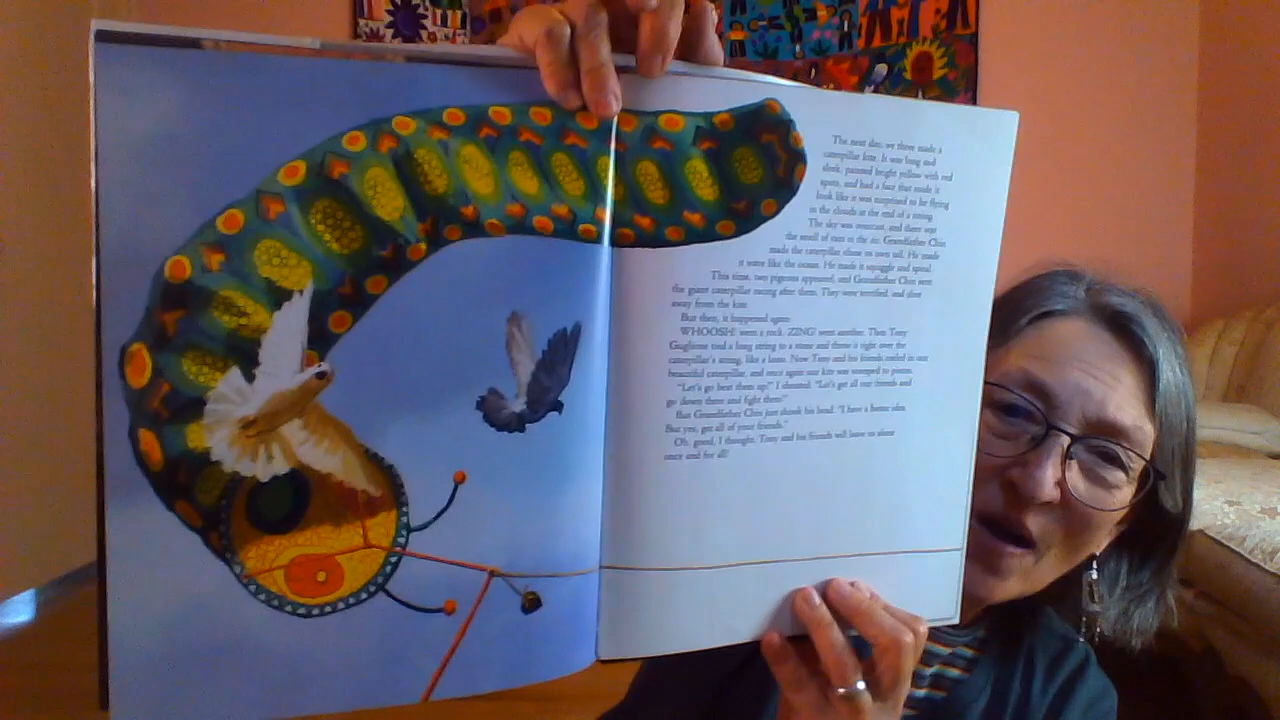 The next day, we three made a
caterpillar kite. It was long and
sleek, painted bright yellow with red
spots, and had a face that made it
look like it was surprised to be flying
in the clouds at the end of a string.
The sky was overcast, and there was
the smell of rain in the air. Grandfather Chin
made the caterpillar chase its own tail. He made
it wave like the ocean. He made it squiggle and spiral.
This time, two pigeons appeared, and Grandfather Chin sent
the giant caterpillar racing after them. They were terrified, and shot
away from the kite.
But then, it happened again:
WHOOSH! went a rock. ZING! went another. Then Tony
Guglione tied a long string to a stone and threw it right over the
caterpillar's string, like a lasso. Now Tony and his friends reeled in our
beautiful caterpillar, and once again our kite was stomped to pieces.
"Let's go beat them up!" I shouted. "Let's get all our friends and
go down there and fight them!"
But Grandfather Chin just shook his head. "I have a better idea.
But yes, get all of your friends."
Oh, good, I thought. Tony and his friends will leave us alone
once and for all!